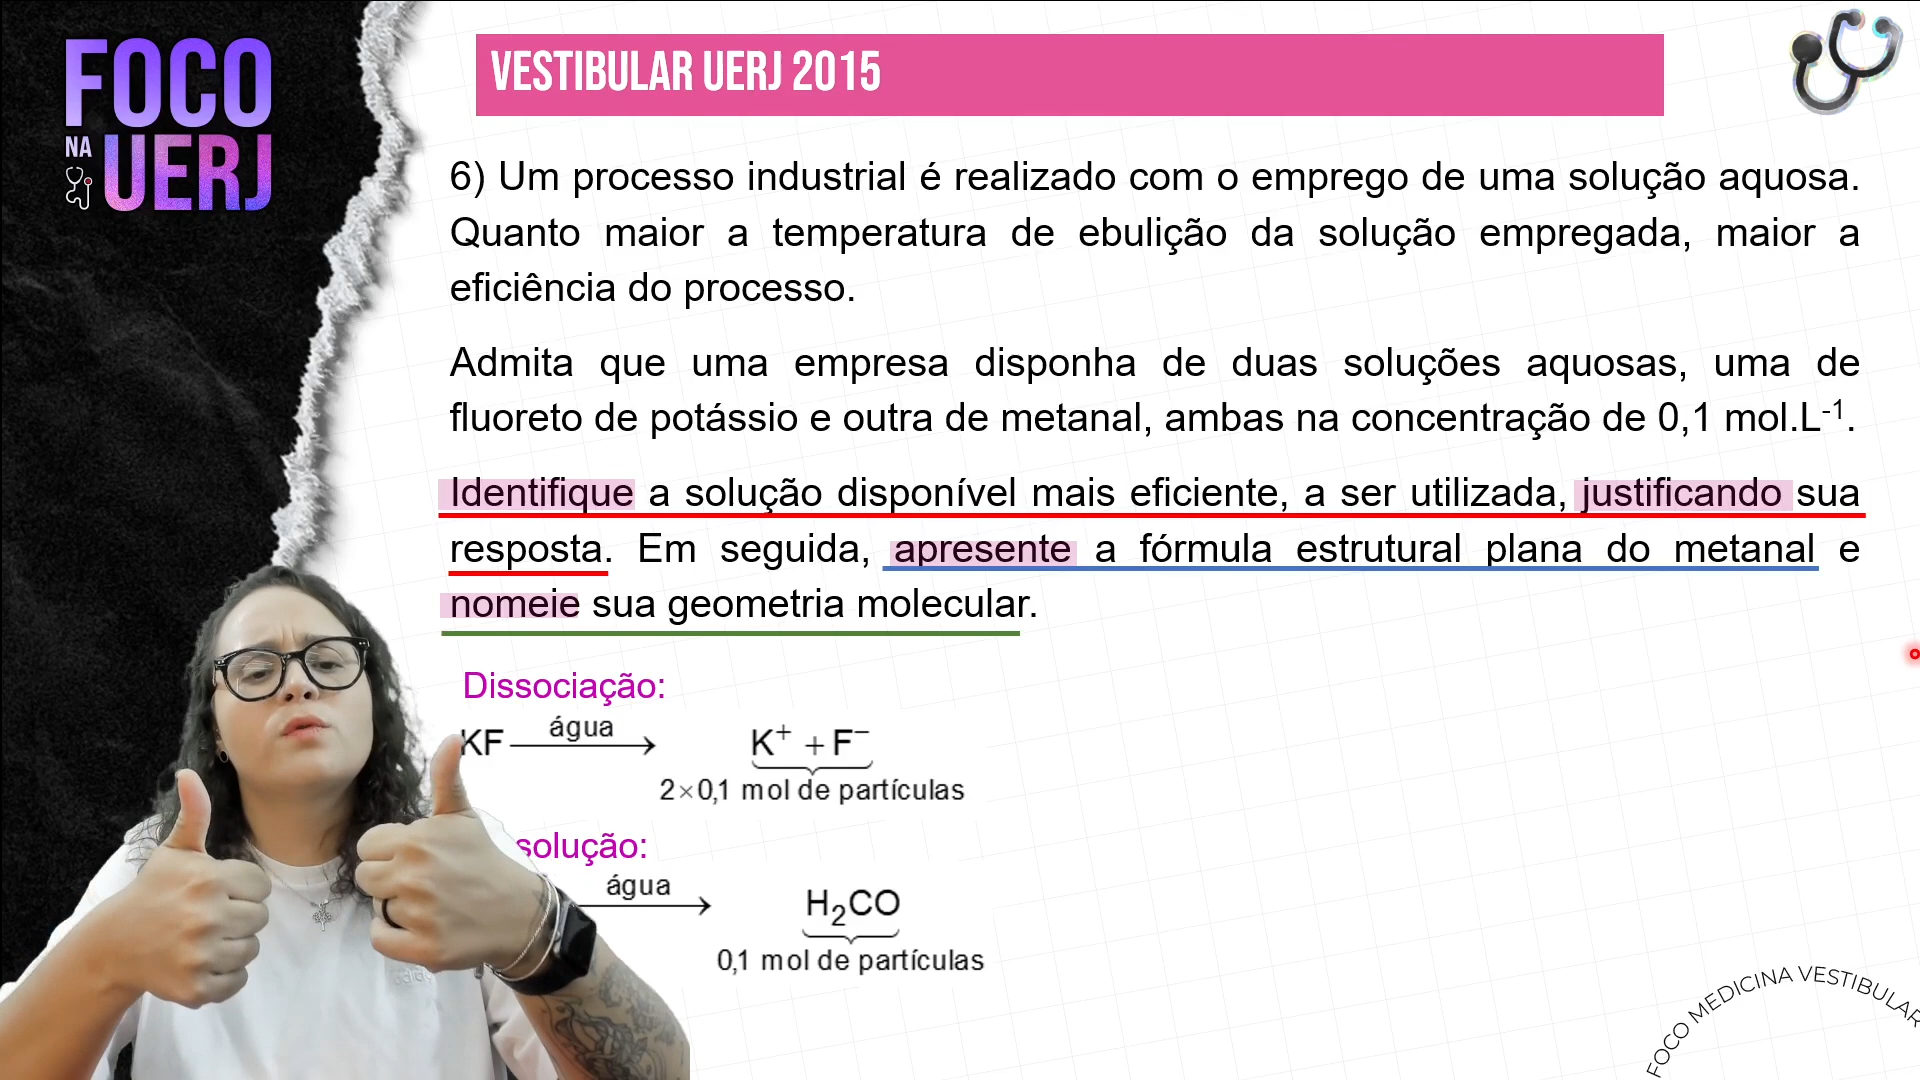 FOCO
NA
UERJ
VESTIBULAR UERJ 2015
6) Um processo industrial é realizado com o emprego de uma solução aquosa.
Quanto maior a temperatura de ebulição da solução empregada, maior a
eficiência do processo.
Admita que uma empresa disponha de duas soluções aquosas, uma de
fluoreto de potássio e outra de metanal, ambas na concentração de 0,1 mol.L⁻¹.
Identifique a solução disponível mais eficiente, a ser utilizada, justificando sua
resposta. Em seguida, apresente a fórmula estrutural plana do metanal e
nomeie sua geometria molecular.
Dissociação:
KF água → K⁺ + F⁻
2×0,1 mol de partículas
solução:
água → H₂CO
0,1 mol de partículas
FOCO MEDICINA VESTIBULAR